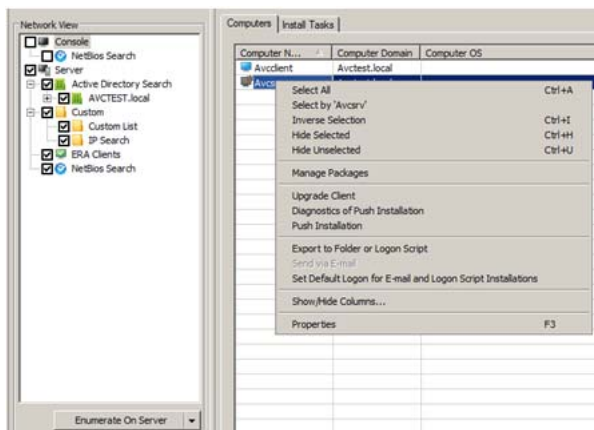 Network View
Console
NetBios Search
Server
Active Directory Search
AVCTEST.local
Custom
Custom List
IP Search
ERA Clients
NetBios Search
Enumerate On Server
Computers Install Tasks
Computer N... Computer Domain Computer OS
Avcclient Avctest.local
Select All Ctrl+A
Select by 'Avcsrv'
Inverse Selection Ctrl+I
Hide Selected Ctrl+H
Hide Unselected Ctrl+U
Manage Packages
Upgrade Client
Diagnostics of Push Installation
Push Installation
Export to Folder or Logon Script
Send via E-mail
Set Default Logon for E-mail and Logon Script Installations
Show/Hide Columns...
Properties F3